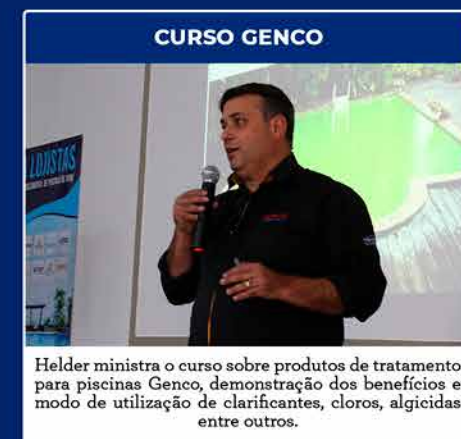 CURSO GENCO
LOJISTAS
Helder ministra o curso sobre produtos de tratamento
para piscinas Genco, demonstração dos benefícios e
modo de utilização de clarificantes, cloros, algicidas
entre outros.